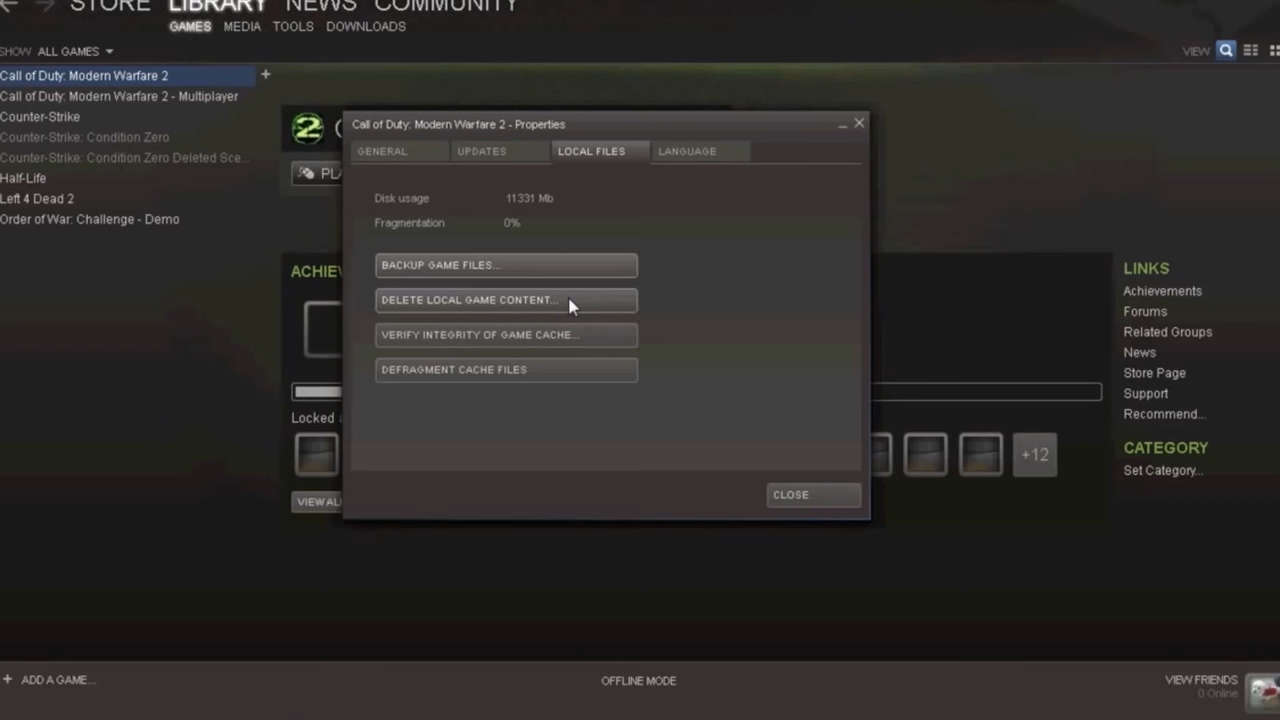 STORE LIBRARY NEWS COMMUNITY
GAMES MEDIA TOOLS DOWNLOADS
SHOW ALL GAMES
VIEW
Call of Duty: Modern Warfare 2
+
Call of Duty: Modern Warfare 2 - Multiplayer
Counter-Strike
Counter-Strike: Condition Zero
Counter-Strike: Condition Zero Deleted Sce...
Half-Life
Left 4 Dead 2
Order of War: Challenge - Demo
2
PLA
ACHIEV
Locked
VIEW AL
Call of Duty: Modern Warfare 2 - Properties
GENERAL UPDATES LOCAL FILES LANGUAGE
Disk usage 11331 Mb
Fragmentation 0%
BACKUP GAME FILES...
DELETE LOCAL GAME CONTENT...
VERIFY INTEGRITY OF GAME CACHE...
DEFRAGMENT CACHE FILES
CLOSE
+12
LINKS
Achievements
Forums
Related Groups
News
Store Page
Support
Recommend...
CATEGORY
Set Category...
+ ADD A GAME...
OFFLINE MODE
VIEW FRIENDS
0 Online